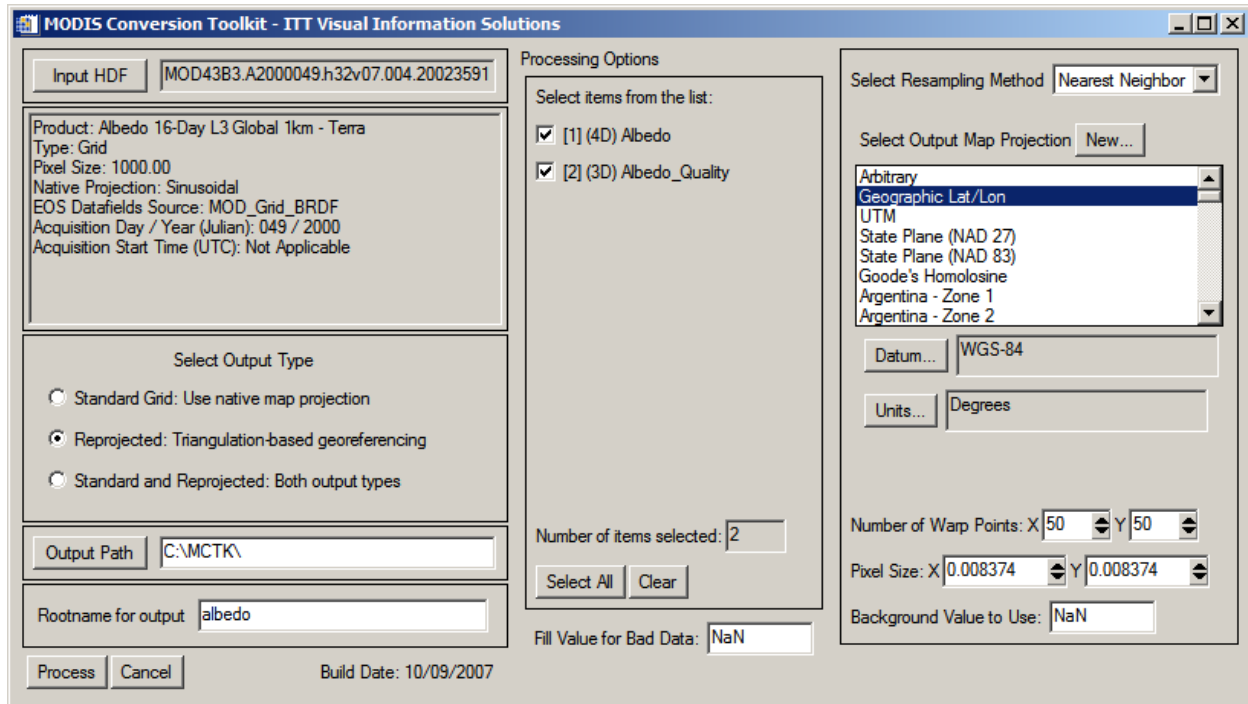 MODIS Conversion Toolkit - ITT Visual Information Solutions
Input HDF MOD43B3.A2000049.h32v07.004.20023591
Product: Albedo 16-Day L3 Global 1km - Terra
Type: Grid
Pixel Size: 1000.00
Native Projection: Sinusoidal
EOS Datafields Source: MOD_Grid_BRDF
Acquisition Day / Year (Julian): 049 / 2000
Acquisition Start Time (UTC): Not Applicable
Select Output Type
Standard Grid: Use native map projection
Reprojected: Triangulation-based georeferencing
Standard and Reprojected: Both output types
Output Path C:\MCTK\
Rootname for output albedo
Process Cancel Build Date: 10/09/2007
Processing Options
Select items from the list:
[1] (4D) Albedo
[2] (3D) Albedo_Quality
Number of items selected: 2
Select All Clear
Fill Value for Bad Data: NaN
Select Resampling Method Nearest Neighbor
Select Output Map Projection New...
Arbitrary
Geographic Lat/Lon
UTM
State Plane (NAD 27)
State Plane (NAD 83)
Goode's Homolosine
Argentina - Zone 1
Argentina - Zone 2
Datum... WGS-84
Units... Degrees
Number of Warp Points: X 50 Y 50
Pixel Size: X 0.008374 Y 0.008374
Background Value to Use: NaN